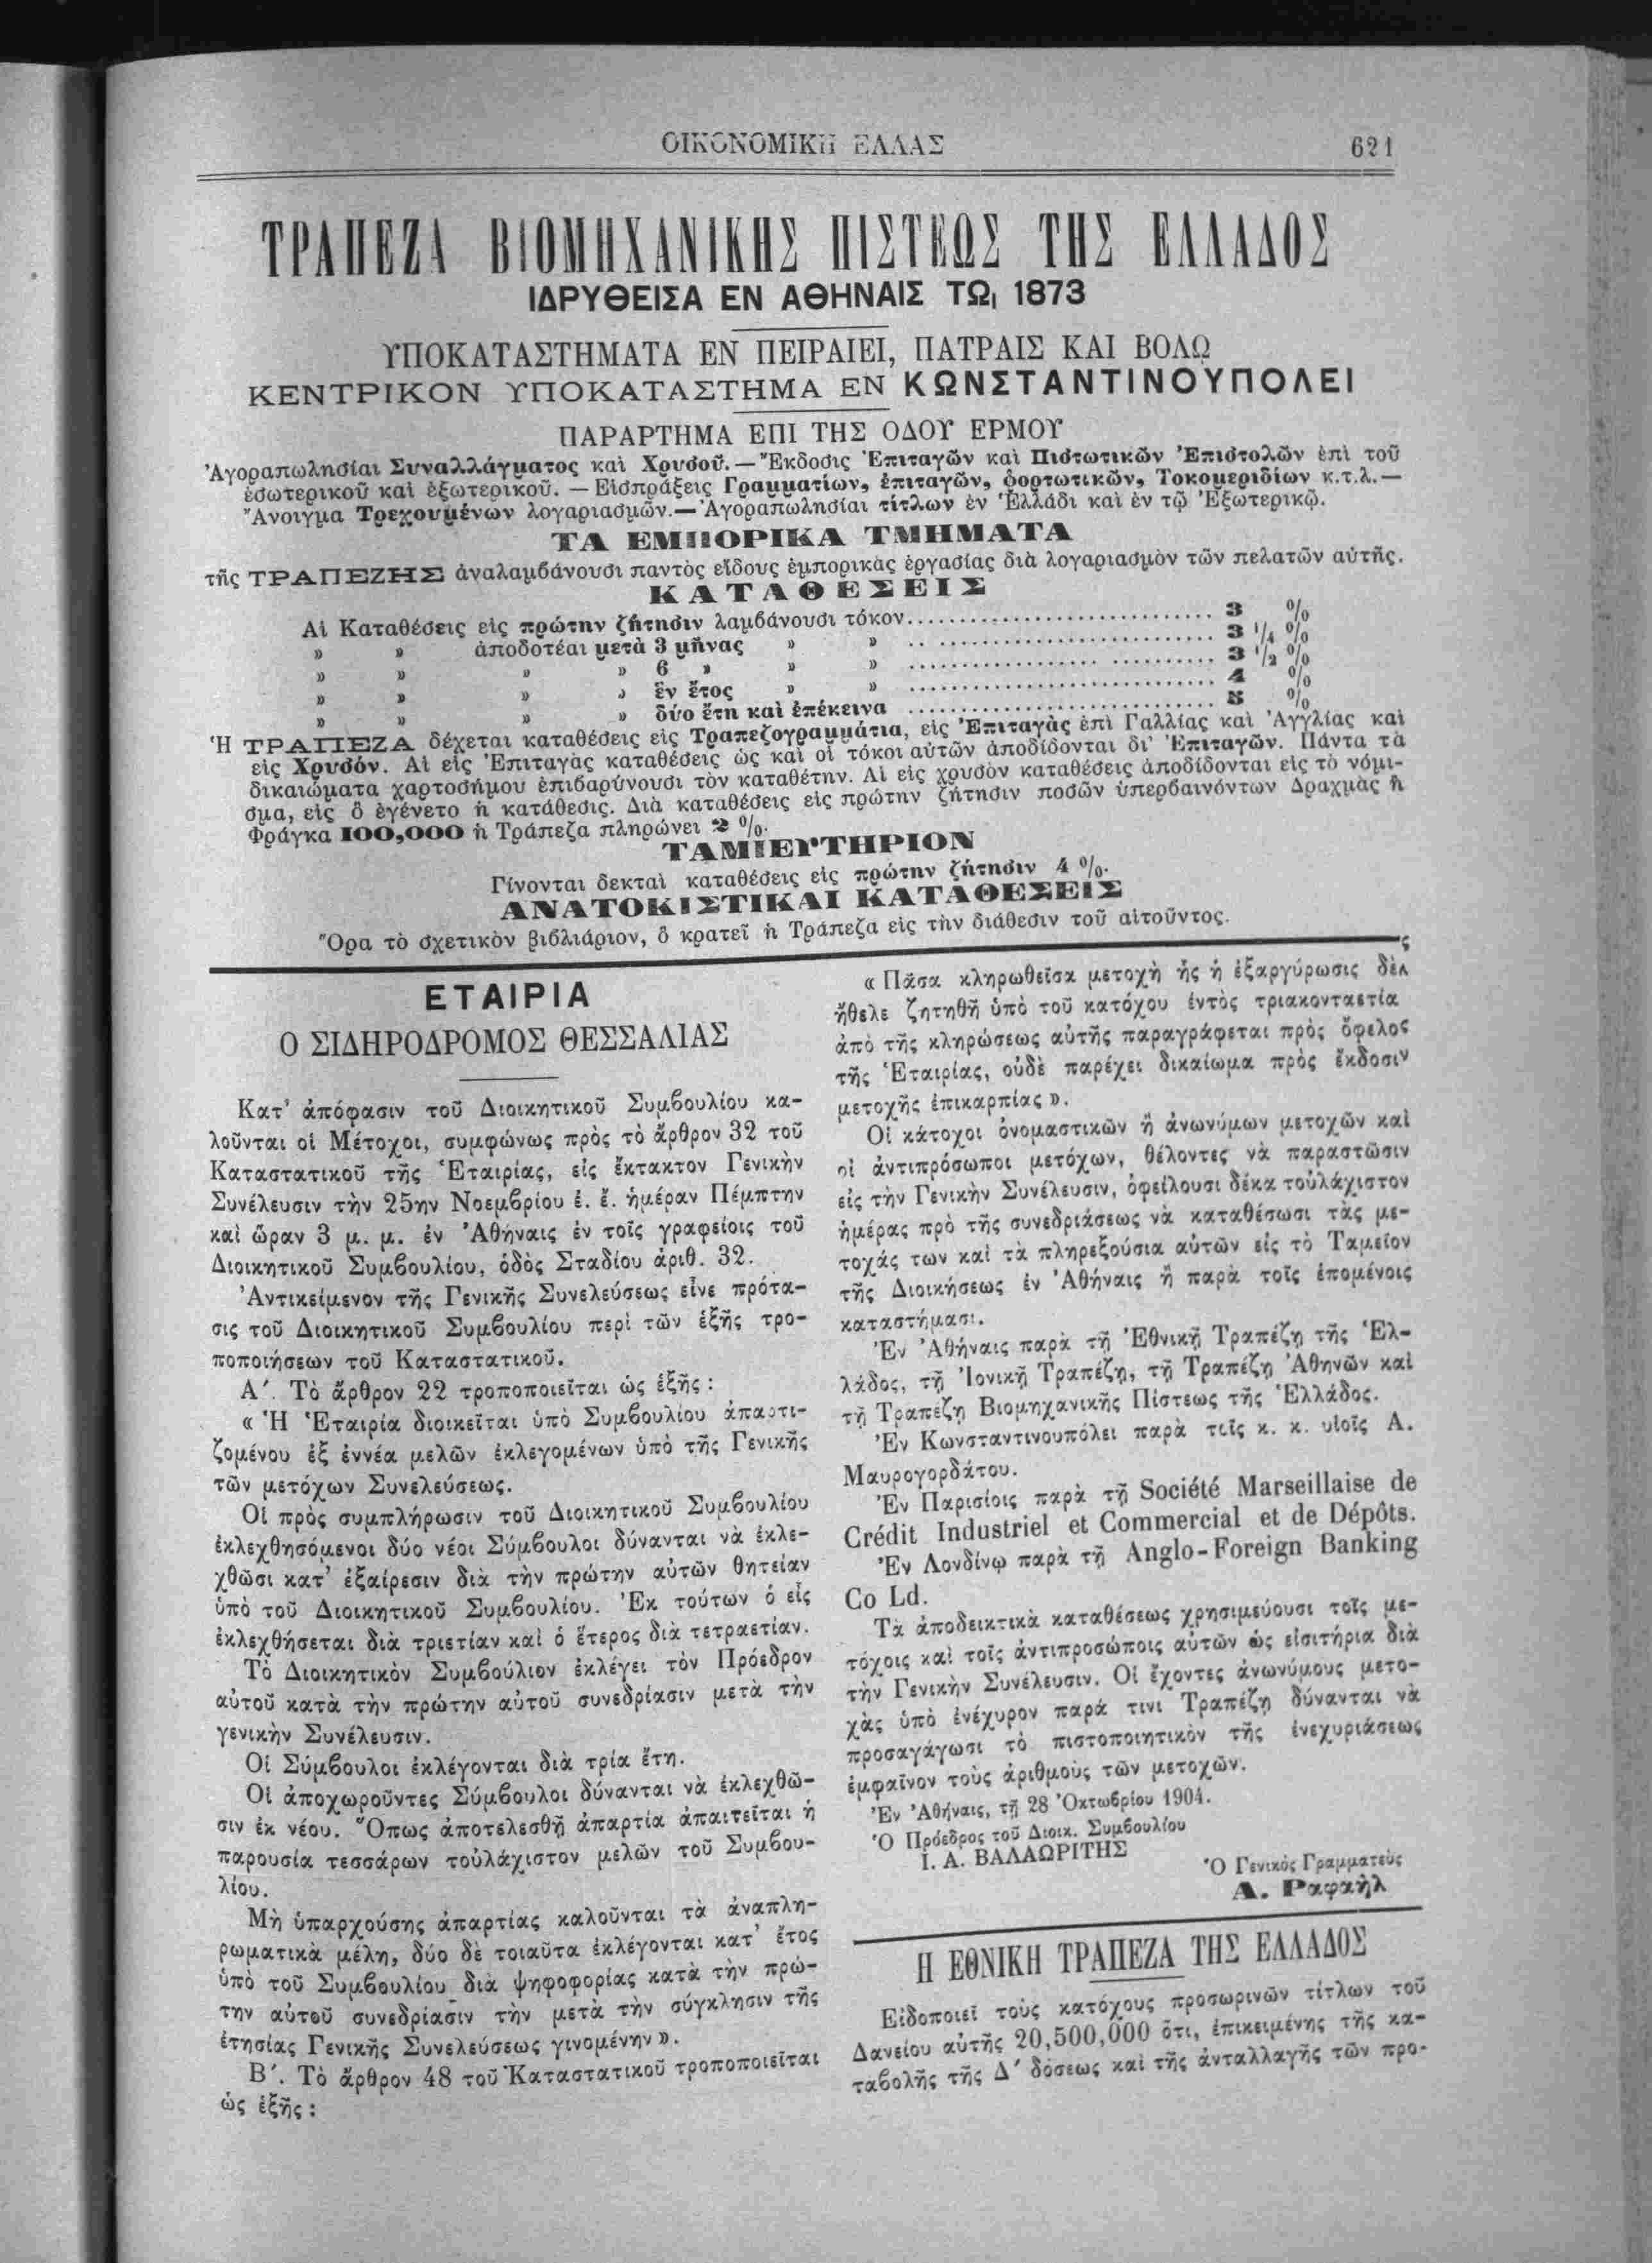 ΟΙΚΟΝΟΜΙΚΗ ΕΛΛΑΣ 621
ΤΡΑΠΕΖΑ ΒΙΟΜΗΧΑΝΙΚΗΣ ΠΙΣΤΕΩΣ ΤΗΣ ΕΛΛΑΔΟΣ
ΙΔΡΥΘΕΙΣΑ ΕΝ ΑΘΗΝΑΙΣ ΤΩι 1873
ΥΠΟΚΑΤΑΣΤΗΜΑΤΑ ΕΝ ΠΕΙΡΑΙΕΙ, ΠΑΤΡΑΙΣ ΚΑΙ ΒΟΛῼ
ΚΕΝΤΡΙΚΟΝ ΥΠΟΚΑΤΑΣΤΗΜΑ ΕΝ ΚΩΝΣΤΑΝΤΙΝΟΥΠΟΛΕΙ
ΠΑΡΑΡΤΗΜΑ ΕΠΙ ΤΗΣ ΟΔΟΥ ΕΡΜΟΥ
Ἀγοραπωλησίαι Συναλλάγματος καὶ Χρυσοῦ.—Ἔκδοσις Ἐπιταγῶν καὶ Πιστωτικῶν Ἐπιστολῶν ἐπὶ τοῦ
ἐσωτερικοῦ καὶ ἐξωτερικοῦ. — Εἰσπράξεις Γραμματίων, ἐπιταγῶν, φορτωτικῶν, Τοκομεριδίων κ.τ.λ.—
Ἄνοιγμα Τρεχουμένων λογαριασμῶν.—Ἀγοραπωλησίαι τίτλων ἐν Ἑλλάδι καὶ ἐν τῷ Ἐξωτερικῷ.
ΤΑ ΕΜΠΟΡΙΚΑ ΤΜΗΜΑΤΑ
τῆς ΤΡΑΠΕΖΗΣ ἀναλαμβάνουσι παντὸς εἴδους ἐμπορικὰς ἐργασίας διὰ λογαριασμὸν τῶν πελατῶν αὐτῆς.
ΚΑΤΑΘΕΣΕΙΣ
Αἱ Καταθέσεις εἰς πρώτην ζήτησιν λαμβάνουσι τόκον........ 3 %
» » ἀποδοτέαι μετὰ 3 μῆνας » » ........ 3 1/4 %
» » » » 6 » » » ........ 3 1/2 %
» » » » ἓν ἔτος » » ........ 4 %
» » » » δύο ἔτη καὶ ἐπέκεινα ........ 5 %
Ἡ ΤΡΑΠΕΖΑ δέχεται καταθέσεις εἰς Τραπεζογραμμάτια, εἰς Ἐπιταγὰς ἐπὶ Γαλλίας καὶ Ἀγγλίας καὶ
εἰς Χρυσόν. Αἱ εἰς Ἐπιταγὰς καταθέσεις ὡς καὶ οἱ τόκοι αὐτῶν ἀποδίδονται δι' Ἐπιταγῶν. Πάντα τὰ
δικαιώματα χαρτοσήμου ἐπιβαρύνουσι τὸν καταθέτην. Αἱ εἰς χρυσὸν καταθέσεις ἀποδίδονται εἰς τὸ νόμι-
σμα, εἰς ὃ ἐγένετο ἡ κατάθεσις. Διὰ καταθέσεις εἰς πρώτην ζήτησιν ποσῶν ὑπερβαινόντων Δραχμὰς ἢ
Φράγκα 100,000 ἡ Τράπεζα πληρώνει 2 %.
ΤΑΜΙΕΥΤΗΡΙΟΝ
Γίνονται δεκταὶ καταθέσεις εἰς πρώτην ζήτησιν 4 %.
ΑΝΑΤΟΚΙΣΤΙΚΑΙ ΚΑΤΑΘΕΣΕΙΣ
Ὅρα τὸ σχετικὸν βιβλιάριον, ὃ κρατεῖ ἡ Τράπεζα εἰς τὴν διάθεσιν τοῦ αἰτοῦντος.
ΕΤΑΙΡΙΑ
Ο ΣΙΔΗΡΟΔΡΟΜΟΣ ΘΕΣΣΑΛΙΑΣ
Κατ' ἀπόφασιν τοῦ Διοικητικοῦ Συμβουλίου κα-
λοῦνται οἱ Μέτοχοι, συμφώνως πρὸς τὸ ἄρθρον 32 τοῦ
Καταστατικοῦ τῆς Ἑταιρίας, εἰς ἔκτακτον Γενικὴν
Συνέλευσιν τὴν 25ην Νοεμβρίου ἐ. ἔ. ἡμέραν Πέμπτην
καὶ ὥραν 3 μ. μ. ἐν Ἀθήναις ἐν τοῖς γραφείοις τοῦ
Διοικητικοῦ Συμβουλίου, ὁδὸς Σταδίου ἀριθ. 32.
Ἀντικείμενον τῆς Γενικῆς Συνελεύσεως εἶνε πρότα-
σις τοῦ Διοικητικοῦ Συμβουλίου περὶ τῶν ἑξῆς τρο-
ποποιήσεων τοῦ Καταστατικοῦ.
Α΄. Τὸ ἄρθρον 22 τροποποιεῖται ὡς ἑξῆς :
« Ἡ Ἑταιρία διοικεῖται ὑπὸ Συμβουλίου ἀπαρτι-
ζομένου ἐξ ἐννέα μελῶν ἐκλεγομένων ὑπὸ τῆς Γενικῆς
τῶν μετόχων Συνελεύσεως.
Οἱ πρὸς συμπλήρωσιν τοῦ Διοικητικοῦ Συμβουλίου
ἐκλεχθησόμενοι δύο νέοι Σύμβουλοι δύνανται νὰ ἐκλε-
χθῶσι κατ' ἐξαίρεσιν διὰ τὴν πρώτην αὐτῶν θητείαν
ὑπὸ τοῦ Διοικητικοῦ Συμβουλίου. Ἐκ τούτων ὁ εἷς
ἐκλεχθήσεται διὰ τριετίαν καὶ ὁ ἕτερος διὰ τετραετίαν.
Τὸ Διοικητικὸν Συμβούλιον ἐκλέγει τὸν Πρόεδρον
αὐτοῦ κατὰ τὴν πρώτην αὐτοῦ συνεδρίασιν μετὰ τὴν
γενικὴν Συνέλευσιν.
Οἱ Σύμβουλοι ἐκλέγονται διὰ τρία ἔτη.
Οἱ ἀποχωροῦντες Σύμβουλοι δύνανται νὰ ἐκλεχθῶ-
σιν ἐκ νέου. Ὅπως ἀποτελεσθῇ ἀπαρτία ἀπαιτεῖται ἡ
παρουσία τεσσάρων τοὐλάχιστον μελῶν τοῦ Συμβου-
λίου.
Μὴ ὑπαρχούσης ἀπαρτίας καλοῦνται τὰ ἀναπλη-
ρωματικὰ μέλη, δύο δὲ τοιαῦτα ἐκλέγονται κατ' ἔτος
ὑπὸ τοῦ Συμβουλίου διὰ ψηφοφορίας κατὰ τὴν πρώ-
την αὐτοῦ συνεδρίασιν τὴν μετὰ τὴν σύγκλησιν τῆς
ἐτησίας Γενικῆς Συνελεύσεως γινομένην ».
Β΄. Τὸ ἄρθρον 48 τοῦ Καταστατικοῦ τροποποιεῖται
ὡς ἑξῆς :
« Πᾶσα κληρωθεῖσα μετοχὴ ἧς ἡ ἐξαργύρωσις δὲν
ἤθελε ζητηθῆ ὑπὸ τοῦ κατόχου ἐντὸς τριακονταετία
ἀπὸ τῆς κληρώσεως αὐτῆς παραγράφεται πρὸς ὄφελος
τῆς Ἑταιρίας, οὐδὲ παρέχει δικαίωμα πρὸς ἔκδοσιν
μετοχῆς ἐπικαρπίας ».
Οἱ κάτοχοι ὀνομαστικῶν ἢ ἀνωνύμων μετοχῶν καὶ
οἱ ἀντιπρόσωποι μετόχων, θέλοντες νὰ παραστῶσιν
εἰς τὴν Γενικὴν Συνέλευσιν, ὀφείλουσι δέκα τοὐλάχιστον
ἡμέρας πρὸ τῆς συνεδριάσεως νὰ καταθέσωσι τὰς με-
τοχάς των καὶ τὰ πληρεξούσια αὐτῶν εἰς τὸ Ταμεῖον
τῆς Διοικήσεως ἐν Ἀθήναις ἢ παρὰ τοῖς ἑπομένοις
καταστήμασι.
Ἐν Ἀθήναις παρὰ τῇ Ἐθνικῇ Τραπέζῃ τῆς Ἑλ-
λάδος, τῇ Ἰονικῇ Τραπέζῃ, τῇ Τραπέζῃ Ἀθηνῶν καὶ
τῇ Τραπέζῃ Βιομηχανικῆς Πίστεως τῆς Ἑλλάδος.
Ἐν Κωνσταντινουπόλει παρὰ τοῖς κ. κ. υἱοῖς Α.
Μαυρογορδάτου.
Ἐν Παρισίοις παρὰ τῇ Société Marseillaise de
Crédit Industriel et Commercial et de Dépôts.
Ἐν Λονδίνῳ παρὰ τῇ Anglo-Foreign Banking
Co Ld.
Τὰ ἀποδεικτικὰ καταθέσεως χρησιμεύουσι τοῖς με-
τόχοις καὶ τοῖς ἀντιπροσώποις αὐτῶν ὡς εἰσιτήρια διὰ
τὴν Γενικὴν Συνέλευσιν. Οἱ ἔχοντες ἀνωνύμους μετο-
χὰς ὑπὸ ἐνέχυρον παρά τινι Τραπέζῃ δύνανται νὰ
προσαγάγωσι τὸ πιστοποιητικὸν τῆς ἐνεχυριάσεως
ἐμφαῖνον τοὺς ἀριθμοὺς τῶν μετοχῶν.
Ἐν Ἀθήναις, τῇ 28 Ὀκτωβρίου 1904.
Ὁ Πρόεδρος τοῦ Διοικ. Συμβουλίου
Ι. Α. ΒΑΛΑΩΡΙΤΗΣ
Ὁ Γενικὸς Γραμματεὺς
Α. Ραφαὴλ
Η ΕΘΝΙΚΗ ΤΡΑΠΕΖΑ ΤΗΣ ΕΛΛΑΔΟΣ
Εἰδοποιεῖ τοὺς κατόχους προσωρινῶν τίτλων τοῦ
Δανείου αὐτῆς 20,500,000 ὅτι, ἐπικειμένης τῆς κα-
ταβολῆς τῆς Δ΄ δόσεως καὶ τῆς ἀνταλλαγῆς τῶν προ-